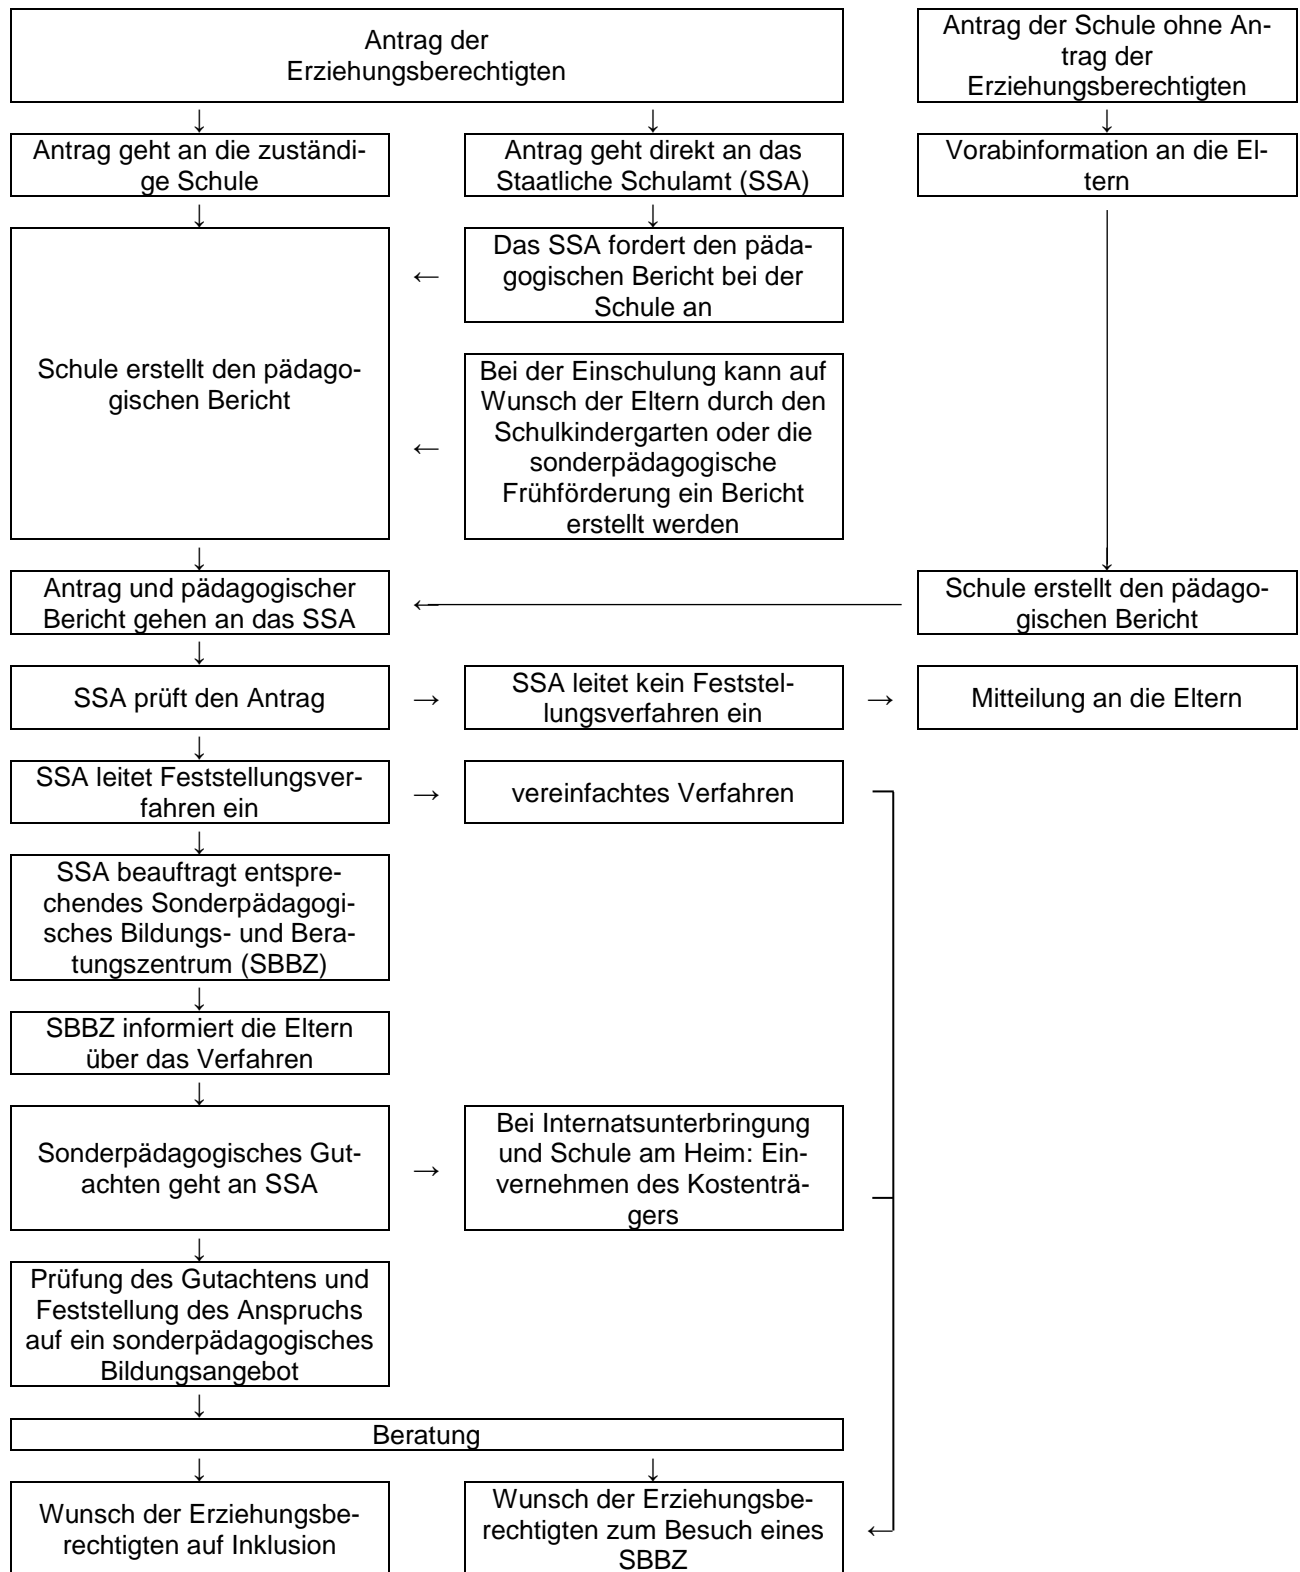 Antrag der
Erziehungsberechtigten
Antrag der Schule ohne An-
trag der
Erziehungsberechtigten
↓
↓
↓
Antrag geht an die zuständi-
ge Schule
Antrag geht direkt an das
Staatliche Schulamt (SSA)
Vorabinformation an die El-
tern
↓
↓
Schule erstellt den pädago-
gischen Bericht
←
Das SSA fordert den päda-
gogischen Bericht bei der
Schule an
←
Bei der Einschulung kann auf
Wunsch der Eltern durch den
Schulkindergarten oder die
sonderpädagogische
Frühförderung ein Bericht
erstellt werden
↓
Antrag und pädagogischer
Bericht gehen an das SSA
←
Schule erstellt den pädago-
gischen Bericht
↓
SSA prüft den Antrag
→
SSA leitet kein Feststel-
lungsverfahren ein
→
Mitteilung an die Eltern
↓
SSA leitet Feststellungsver-
fahren ein
→
vereinfachtes Verfahren
↓
SSA beauftragt entspre-
chendes Sonderpädagogi-
sches Bildungs- und Bera-
tungszentrum (SBBZ)
↓
SBBZ informiert die Eltern
über das Verfahren
↓
Sonderpädagogisches Gut-
achten geht an SSA
→
Bei Internatsunterbringung
und Schule am Heim: Ein-
vernehmen des Kostenträ-
gers
↓
Prüfung des Gutachtens und
Feststellung des Anspruchs
auf ein sonderpädagogisches
Bildungsangebot
↓
Beratung
↓
↓
Wunsch der Erziehungsbe-
rechtigten auf Inklusion
Wunsch der Erziehungsbe-
rechtigten zum Besuch eines
SBBZ
←